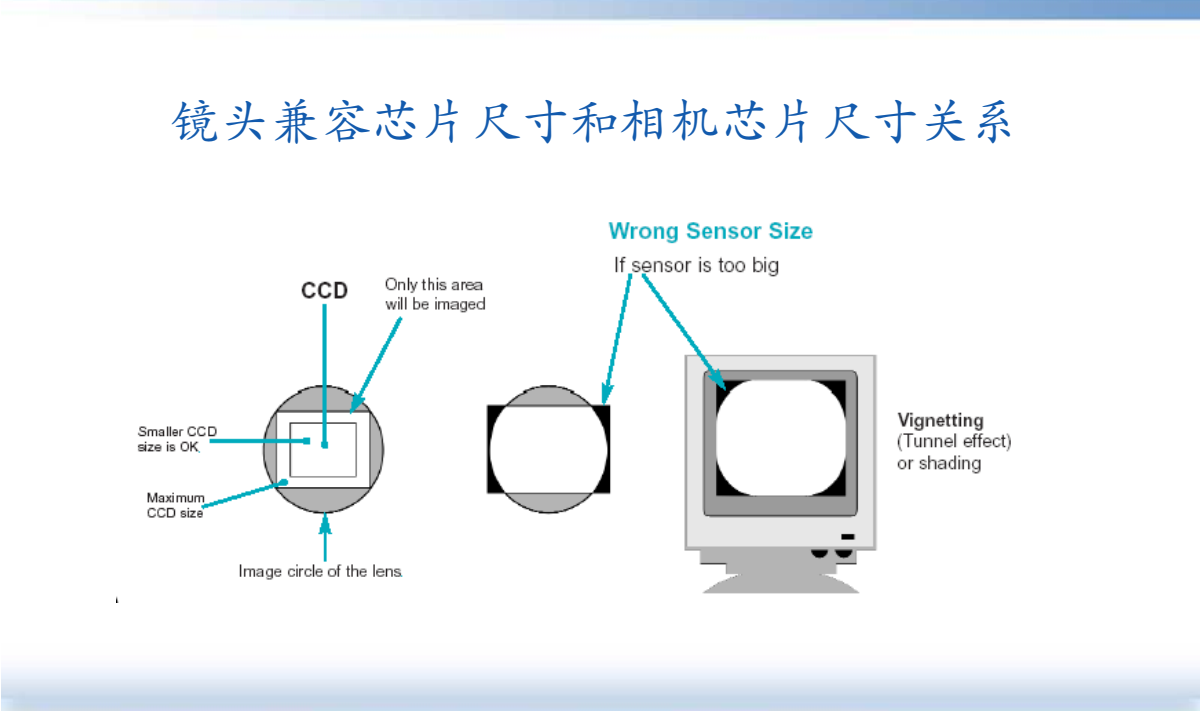 镜头兼容芯片尺寸和相机芯片尺寸关系
Wrong Sensor Size
If sensor is too big
CCD
Only this area
will be imaged
Smaller CCD
size is OK.
Maximum
CCD size
Image circle of the lens
Vignetting
(Tunnel effect)
or shading